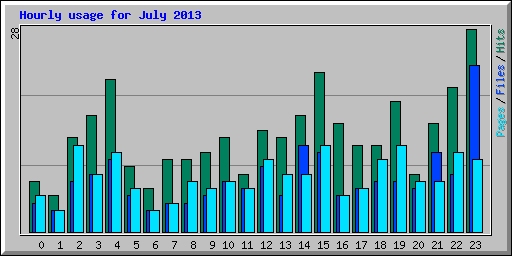 Hourly usage for July 2013
28
Pages/Files/Hits
0 1 2 3 4 5 6 7 8 9 10 11 12 13 14 15 16 17 18 19 20 21 22 23